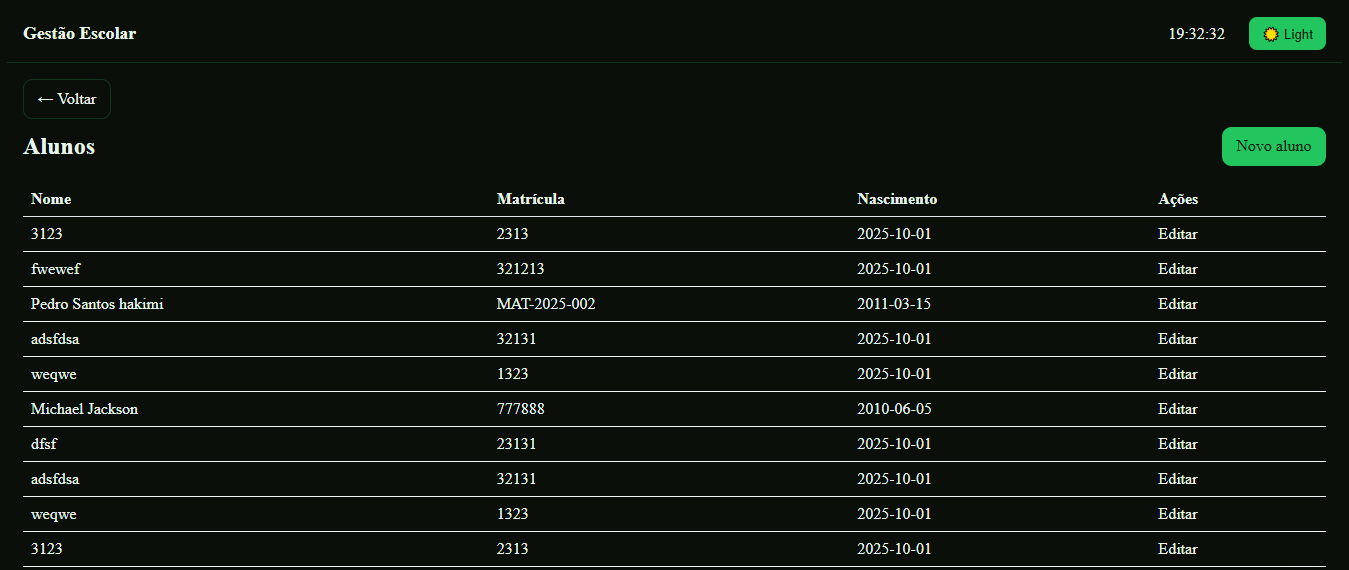 Gestão Escolar 19:32:32 Light
← Voltar
Alunos Novo aluno
Nome Matrícula Nascimento Ações
3123 2313 2025-10-01 Editar
fwewef 321213 2025-10-01 Editar
Pedro Santos hakimi MAT-2025-002 2011-03-15 Editar
adsfdsa 32131 2025-10-01 Editar
weqwe 1323 2025-10-01 Editar
Michael Jackson 777888 2010-06-05 Editar
dfsf 23131 2025-10-01 Editar
adsfdsa 32131 2025-10-01 Editar
weqwe 1323 2025-10-01 Editar
3123 2313 2025-10-01 Editar